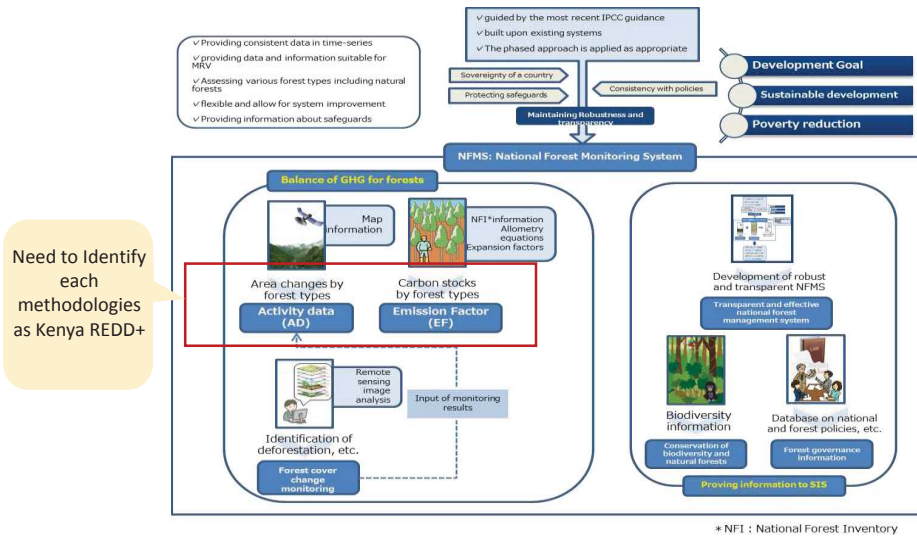 ✓Providing consistent data in time-series
✓providing data and information suitable for
MRV
✓Assessing various forest types including natural
forests
✓flexible and allow for system improvement
✓Providing information about safeguards
✓guided by the most recent IPCC guidance
✓built upon existing systems
✓The phased approach is applied as appropriate
Sovereignty of a country
Protecting safeguards
Consistency with policies
Maintaining Robustness and
transparency
Development Goal
Sustainable development
Poverty reduction
NFMS: National Forest Monitoring System
Balance of GHG for forests
Map
information
NFI*information
Allometry
equations
Expansion factors
Need to Identify
each
methodologies
as Kenya REDD+
Area changes by
forest types
Activity data
(AD)
Carbon stocks
by forest types
Emission Factor
(EF)
Remote
sensing
image
analysis
Input of monitoring
results
Identification of
deforestation, etc.
Forest cover
change
monitoring
Development of robust
and transparent NFMS
Transparent and effective
national forest
management system
LAW
Biodiversity
information
Conservation of
biodiversity and
natural forests
Database on national
and forest policies, etc.
Forest governance
information
Proving information to SIS
* NFI : National Forest Inventory